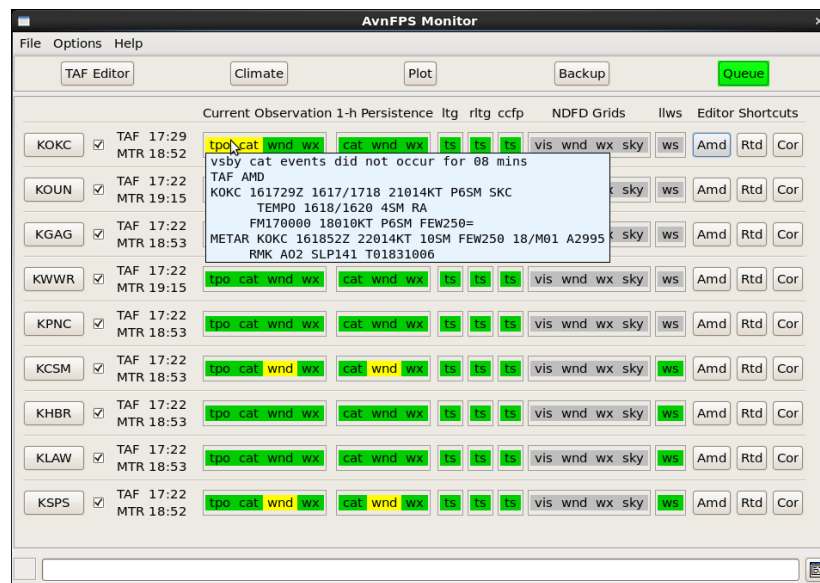 AvnFPS Monitor
File Options Help
TAF Editor Climate Plot Backup Queue
Current Observation 1-h Persistence ltg rltg ccfp NDFD Grids llws Editor Shortcuts
KOKC TAF 17:29 MTR 18:52 tpo cat wnd wx cat wnd wx ts ts ts vis wnd wx sky ws Amd Rtd Cor
vsby cat events did not occur for 08 mins
TAF AMD
KOKC 161729Z 1617/1718 21014KT P6SM SKC
TEMPO 1618/1620 4SM RA
FM170000 18010KT P6SM FEW250=
METAR KOKC 161852Z 22014KT 10SM FEW250 18/M01 A2995
RMK AO2 SLP141 T01831006
KOUN TAF 17:22 MTR 19:15 sky ws Amd Rtd Cor
KGAG TAF 17:22 MTR 18:53 sky ws Amd Rtd Cor
KWWR TAF 17:22 MTR 19:15 tpo cat wnd wx cat wnd wx ts ts ts vis wnd wx sky ws Amd Rtd Cor
KPNC TAF 17:22 MTR 18:53 tpo cat wnd wx cat wnd wx ts ts ts vis wnd wx sky ws Amd Rtd Cor
KCSM TAF 17:22 MTR 18:53 tpo cat wnd wx cat wnd wx ts ts ts vis wnd wx sky ws Amd Rtd Cor
KHBR TAF 17:22 MTR 18:53 tpo cat wnd wx cat wnd wx ts ts ts vis wnd wx sky ws Amd Rtd Cor
KLAW TAF 17:22 MTR 18:53 tpo cat wnd wx cat wnd wx ts ts ts vis wnd wx sky ws Amd Rtd Cor
KSPS TAF 17:22 MTR 18:52 tpo cat wnd wx cat wnd wx ts ts ts vis wnd wx sky ws Amd Rtd Cor